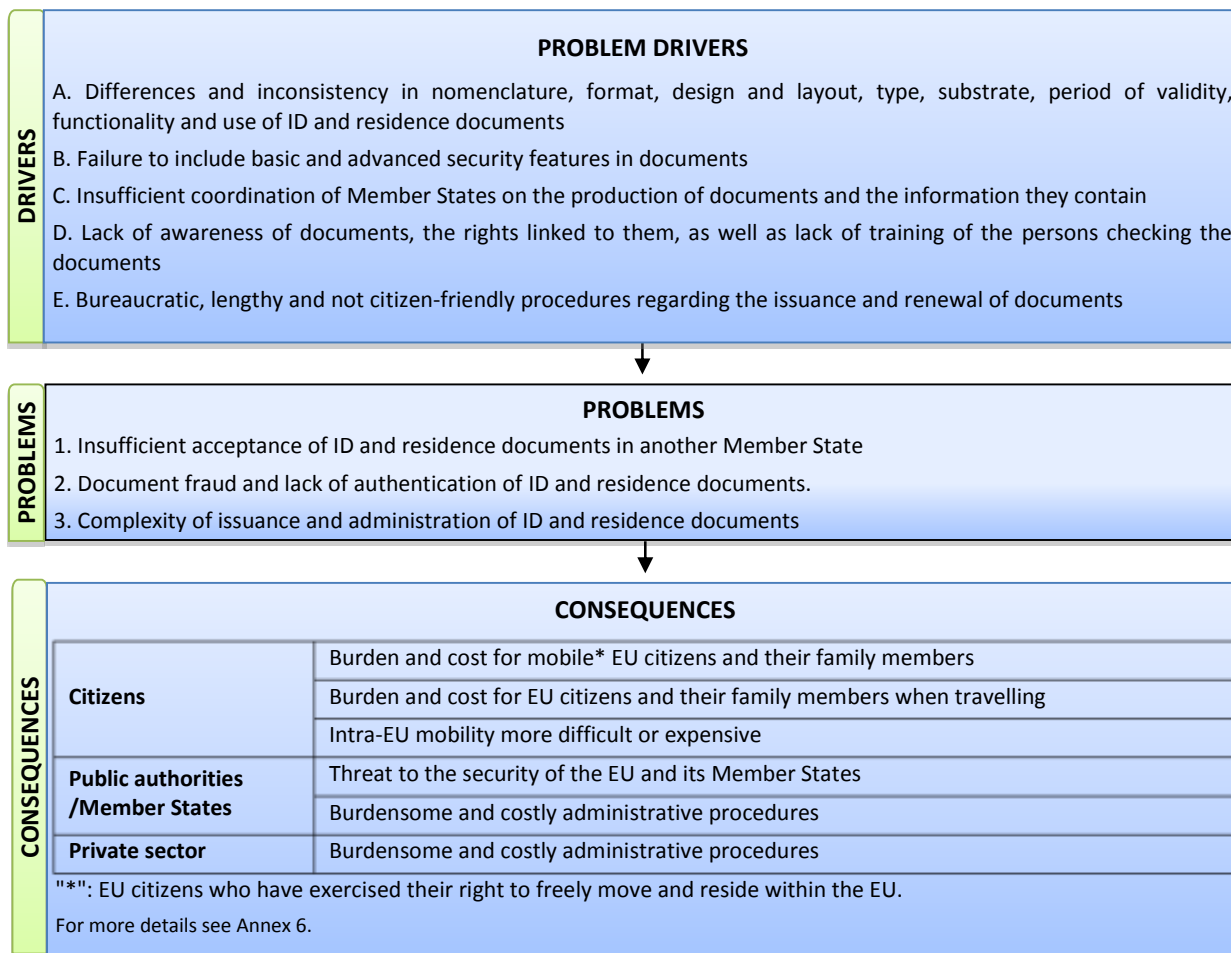 DRIVERS
PROBLEM DRIVERS
A. Differences and inconsistency in nomenclature, format, design and layout, type, substrate, period of validity,
functionality and use of ID and residence documents
B. Failure to include basic and advanced security features in documents
C. Insufficient coordination of Member States on the production of documents and the information they contain
D. Lack of awareness of documents, the rights linked to them, as well as lack of training of the persons checking the
documents
E. Bureaucratic, lengthy and not citizen-friendly procedures regarding the issuance and renewal of documents
PROBLEMS
PROBLEMS
1. Insufficient acceptance of ID and residence documents in another Member State
2. Document fraud and lack of authentication of ID and residence documents.
3. Complexity of issuance and administration of ID and residence documents
CONSEQUENCES
CONSEQUENCES
Citizens
Burden and cost for mobile* EU citizens and their family members
Burden and cost for EU citizens and their family members when travelling
Intra-EU mobility more difficult or expensive
Public authorities
/Member States
Threat to the security of the EU and its Member States
Burdensome and costly administrative procedures
Private sector
Burdensome and costly administrative procedures
"*": EU citizens who have exercised their right to freely move and reside within the EU.
For more details see Annex 6.